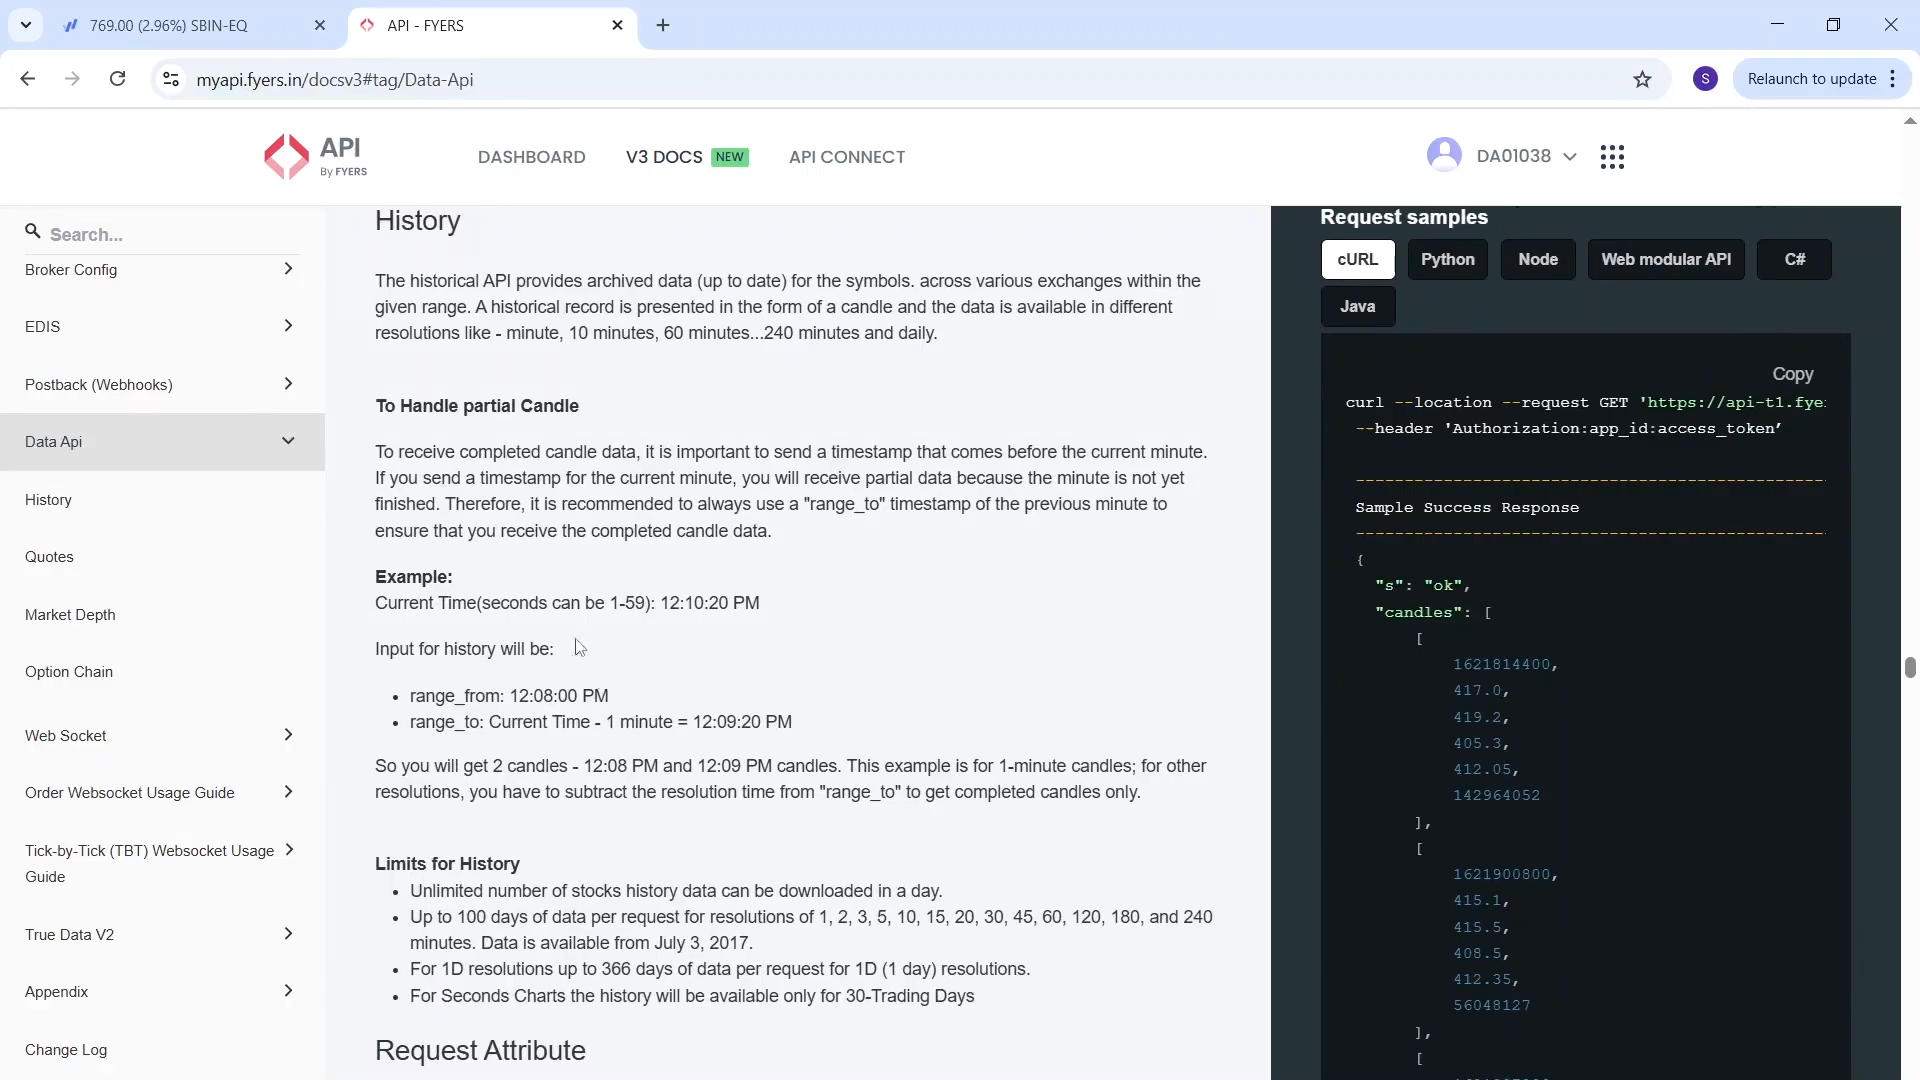 769.00 (2.96%) SBIN-EQ
API - FYERS
myapi.fyers.in/docsv3#tag/Data-Api
S
Relaunch to update
API
By FYERS
DASHBOARD
V3 DOCS NEW
API CONNECT
DA01038
Search...
Broker Config
EDIS
Postback (Webhooks)
Data Api
History
Quotes
Market Depth
Option Chain
Web Socket
Order Websocket Usage Guide
Tick-by-Tick (TBT) Websocket Usage
Guide
True Data V2
Appendix
Change Log
History
The historical API provides archived data (up to date) for the symbols. across various exchanges within the
given range. A historical record is presented in the form of a candle and the data is available in different
resolutions like - minute, 10 minutes, 60 minutes...240 minutes and daily.
To Handle partial Candle
To receive completed candle data, it is important to send a timestamp that comes before the current minute.
If you send a timestamp for the current minute, you will receive partial data because the minute is not yet
finished. Therefore, it is recommended to always use a "range_to" timestamp of the previous minute to
ensure that you receive the completed candle data.
Example:
Current Time(seconds can be 1-59): 12:10:20 PM
Input for history will be:
• range_from: 12:08:00 PM
• range_to: Current Time - 1 minute = 12:09:20 PM
So you will get 2 candles - 12:08 PM and 12:09 PM candles. This example is for 1-minute candles; for other
resolutions, you have to subtract the resolution time from "range_to" to get completed candles only.
Limits for History
• Unlimited number of stocks history data can be downloaded in a day.
• Up to 100 days of data per request for resolutions of 1, 2, 3, 5, 10, 15, 20, 30, 45, 60, 120, 180, and 240
minutes. Data is available from July 3, 2017.
• For 1D resolutions up to 366 days of data per request for 1D (1 day) resolutions.
• For Seconds Charts the history will be available only for 30-Trading Days
Request Attribute
Request samples
cURL
Python
Node
Web modular API
C#
Java
Copy
curl --location --request GET 'https://api-t1.fye
--header 'Authorization:app_id:access_token’
-----------------------------------------------
Sample Success Response
-----------------------------------------------
{
"s": "ok",
"candles": [
[
1621814400,
417.0,
419.2,
405.3,
412.05,
142964052
],
[
1621900800,
415.1,
415.5,
408.5,
412.35,
56048127
],
[